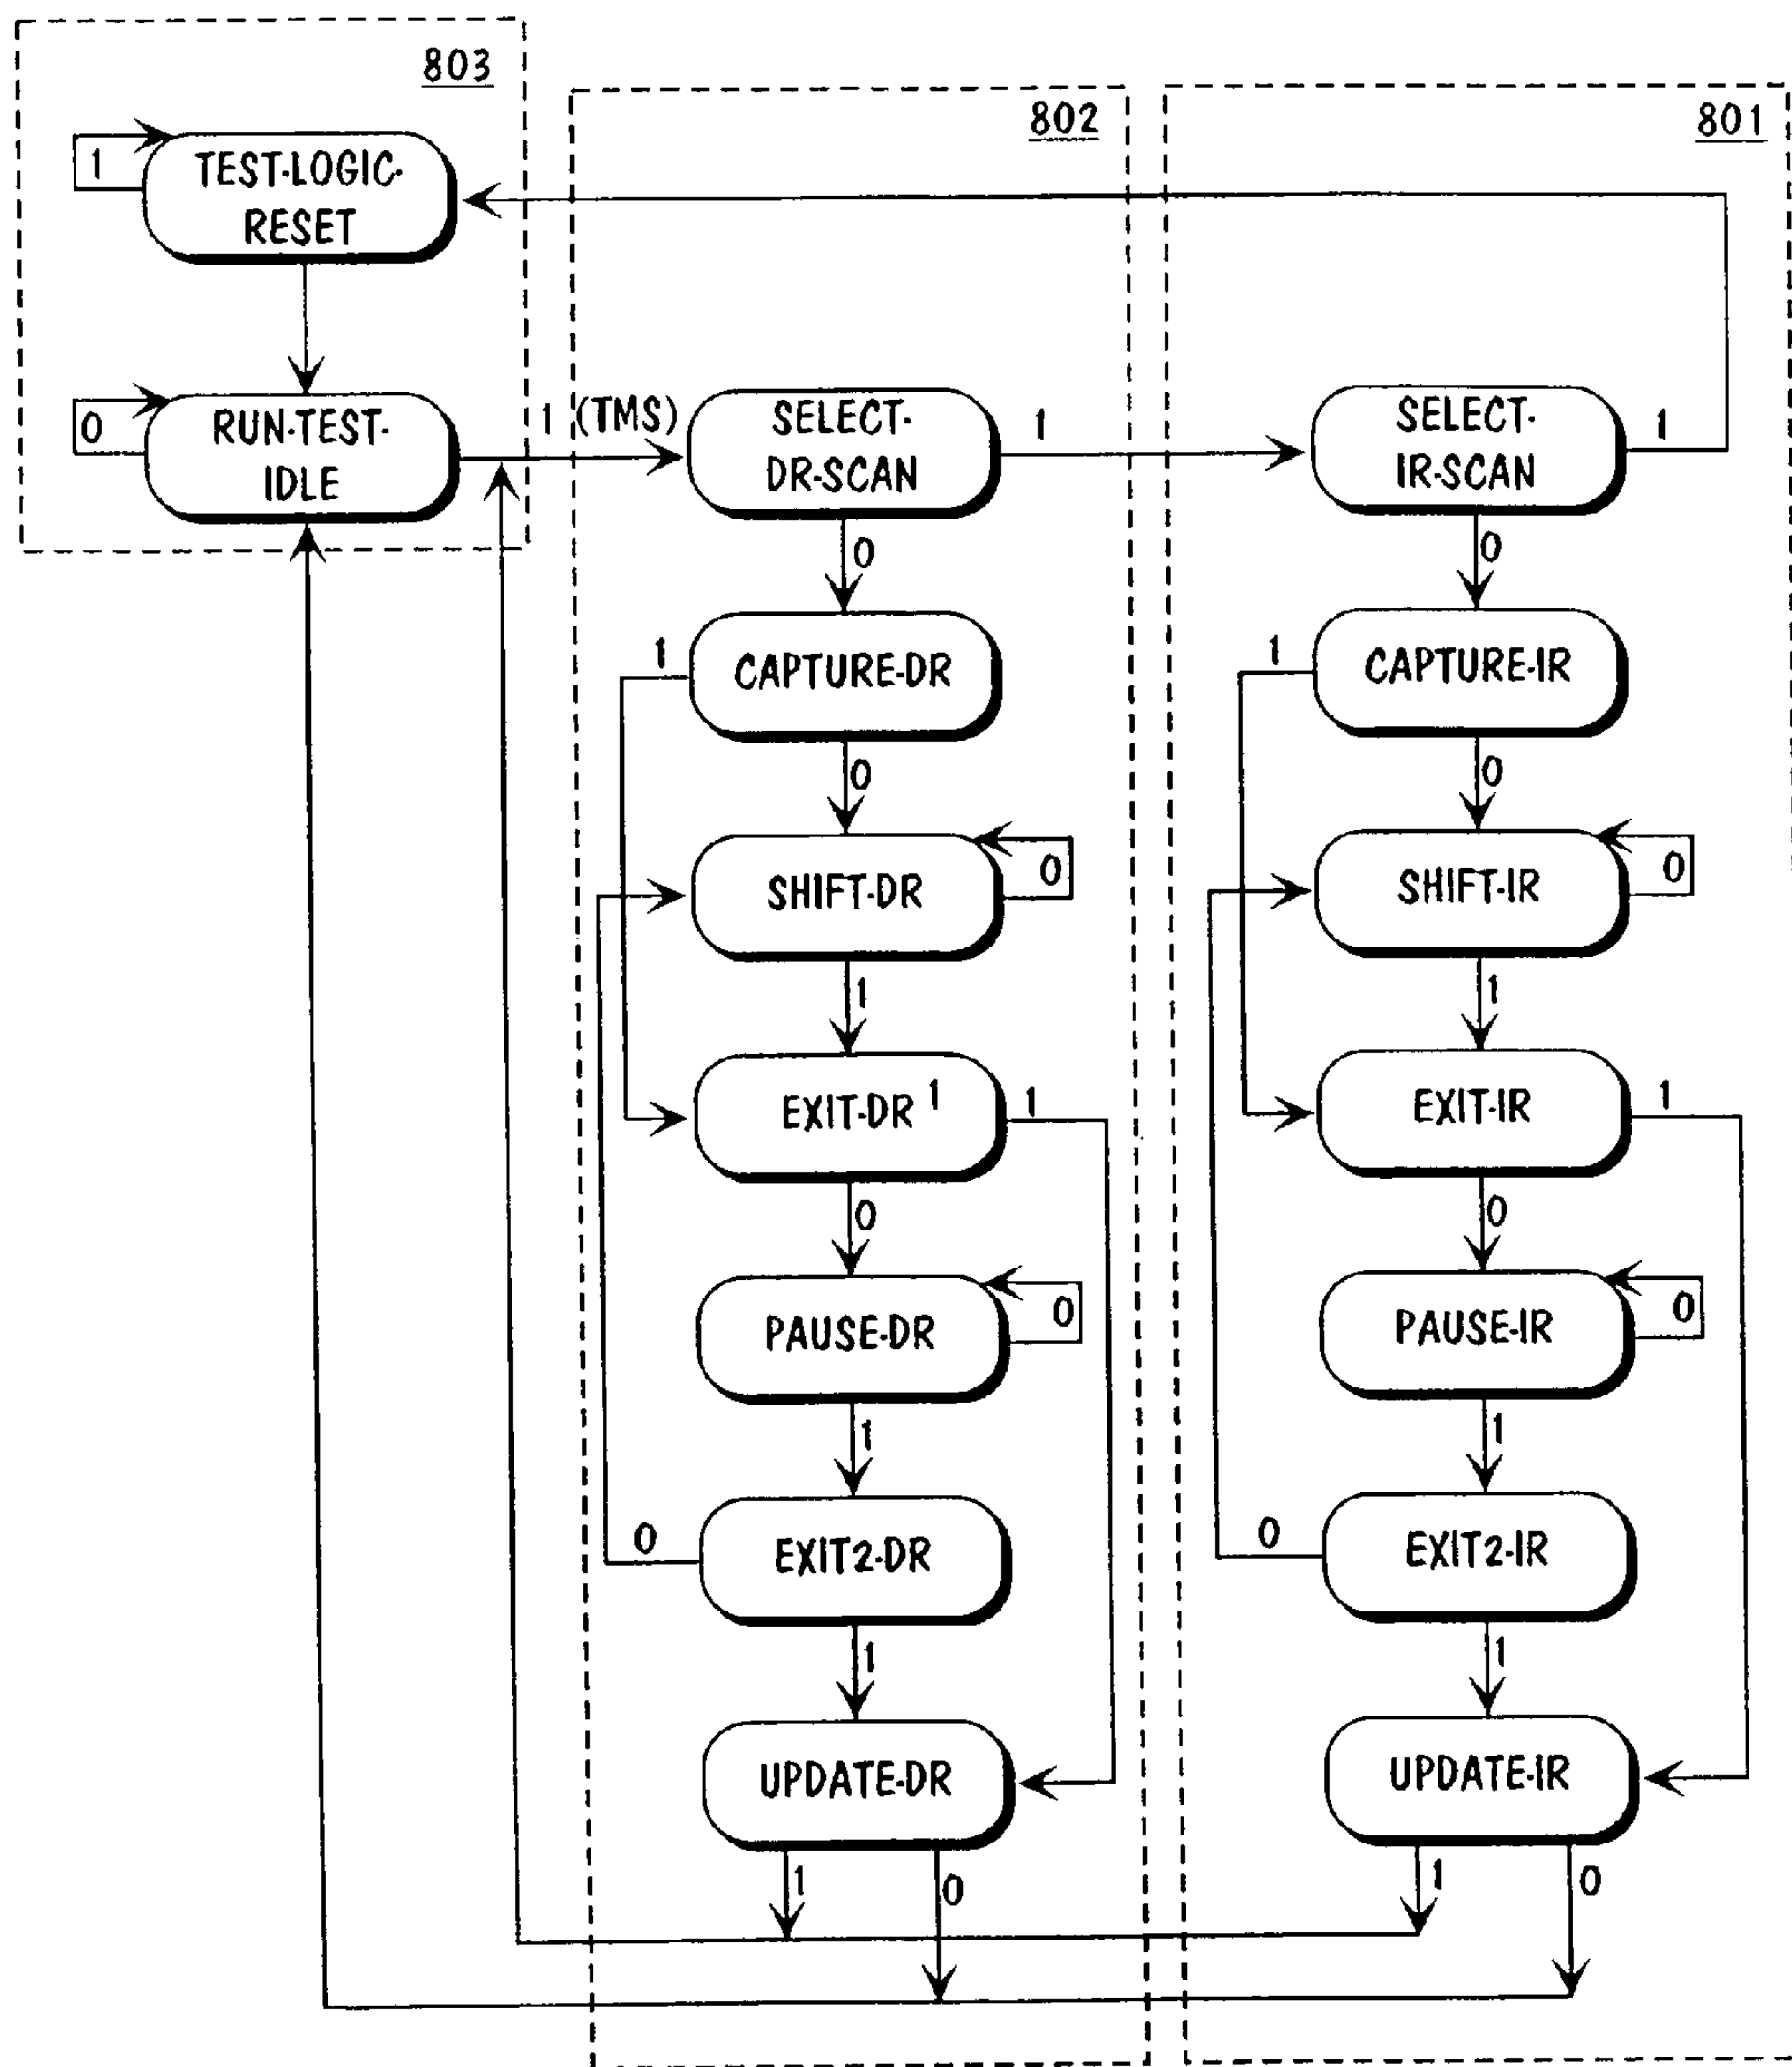 803
802
801
1
TEST-LOGIC-
RESET
0
RUN-TEST-
IDLE
1 (TMS)
SELECT-
DR-SCAN
1
SELECT-
IR-SCAN
1
0
0
1
CAPTURE-DR
1
CAPTURE-IR
0
0
SHIFT-DR
0
SHIFT-IR
0
1
1
EXIT-DR 1
1
EXIT-IR
1
0
0
PAUSE-DR
0
PAUSE-IR
0
1
1
0
EXIT2-DR
0
EXIT2-IR
1
1
UPDATE-DR
UPDATE-IR
1
0
1
0